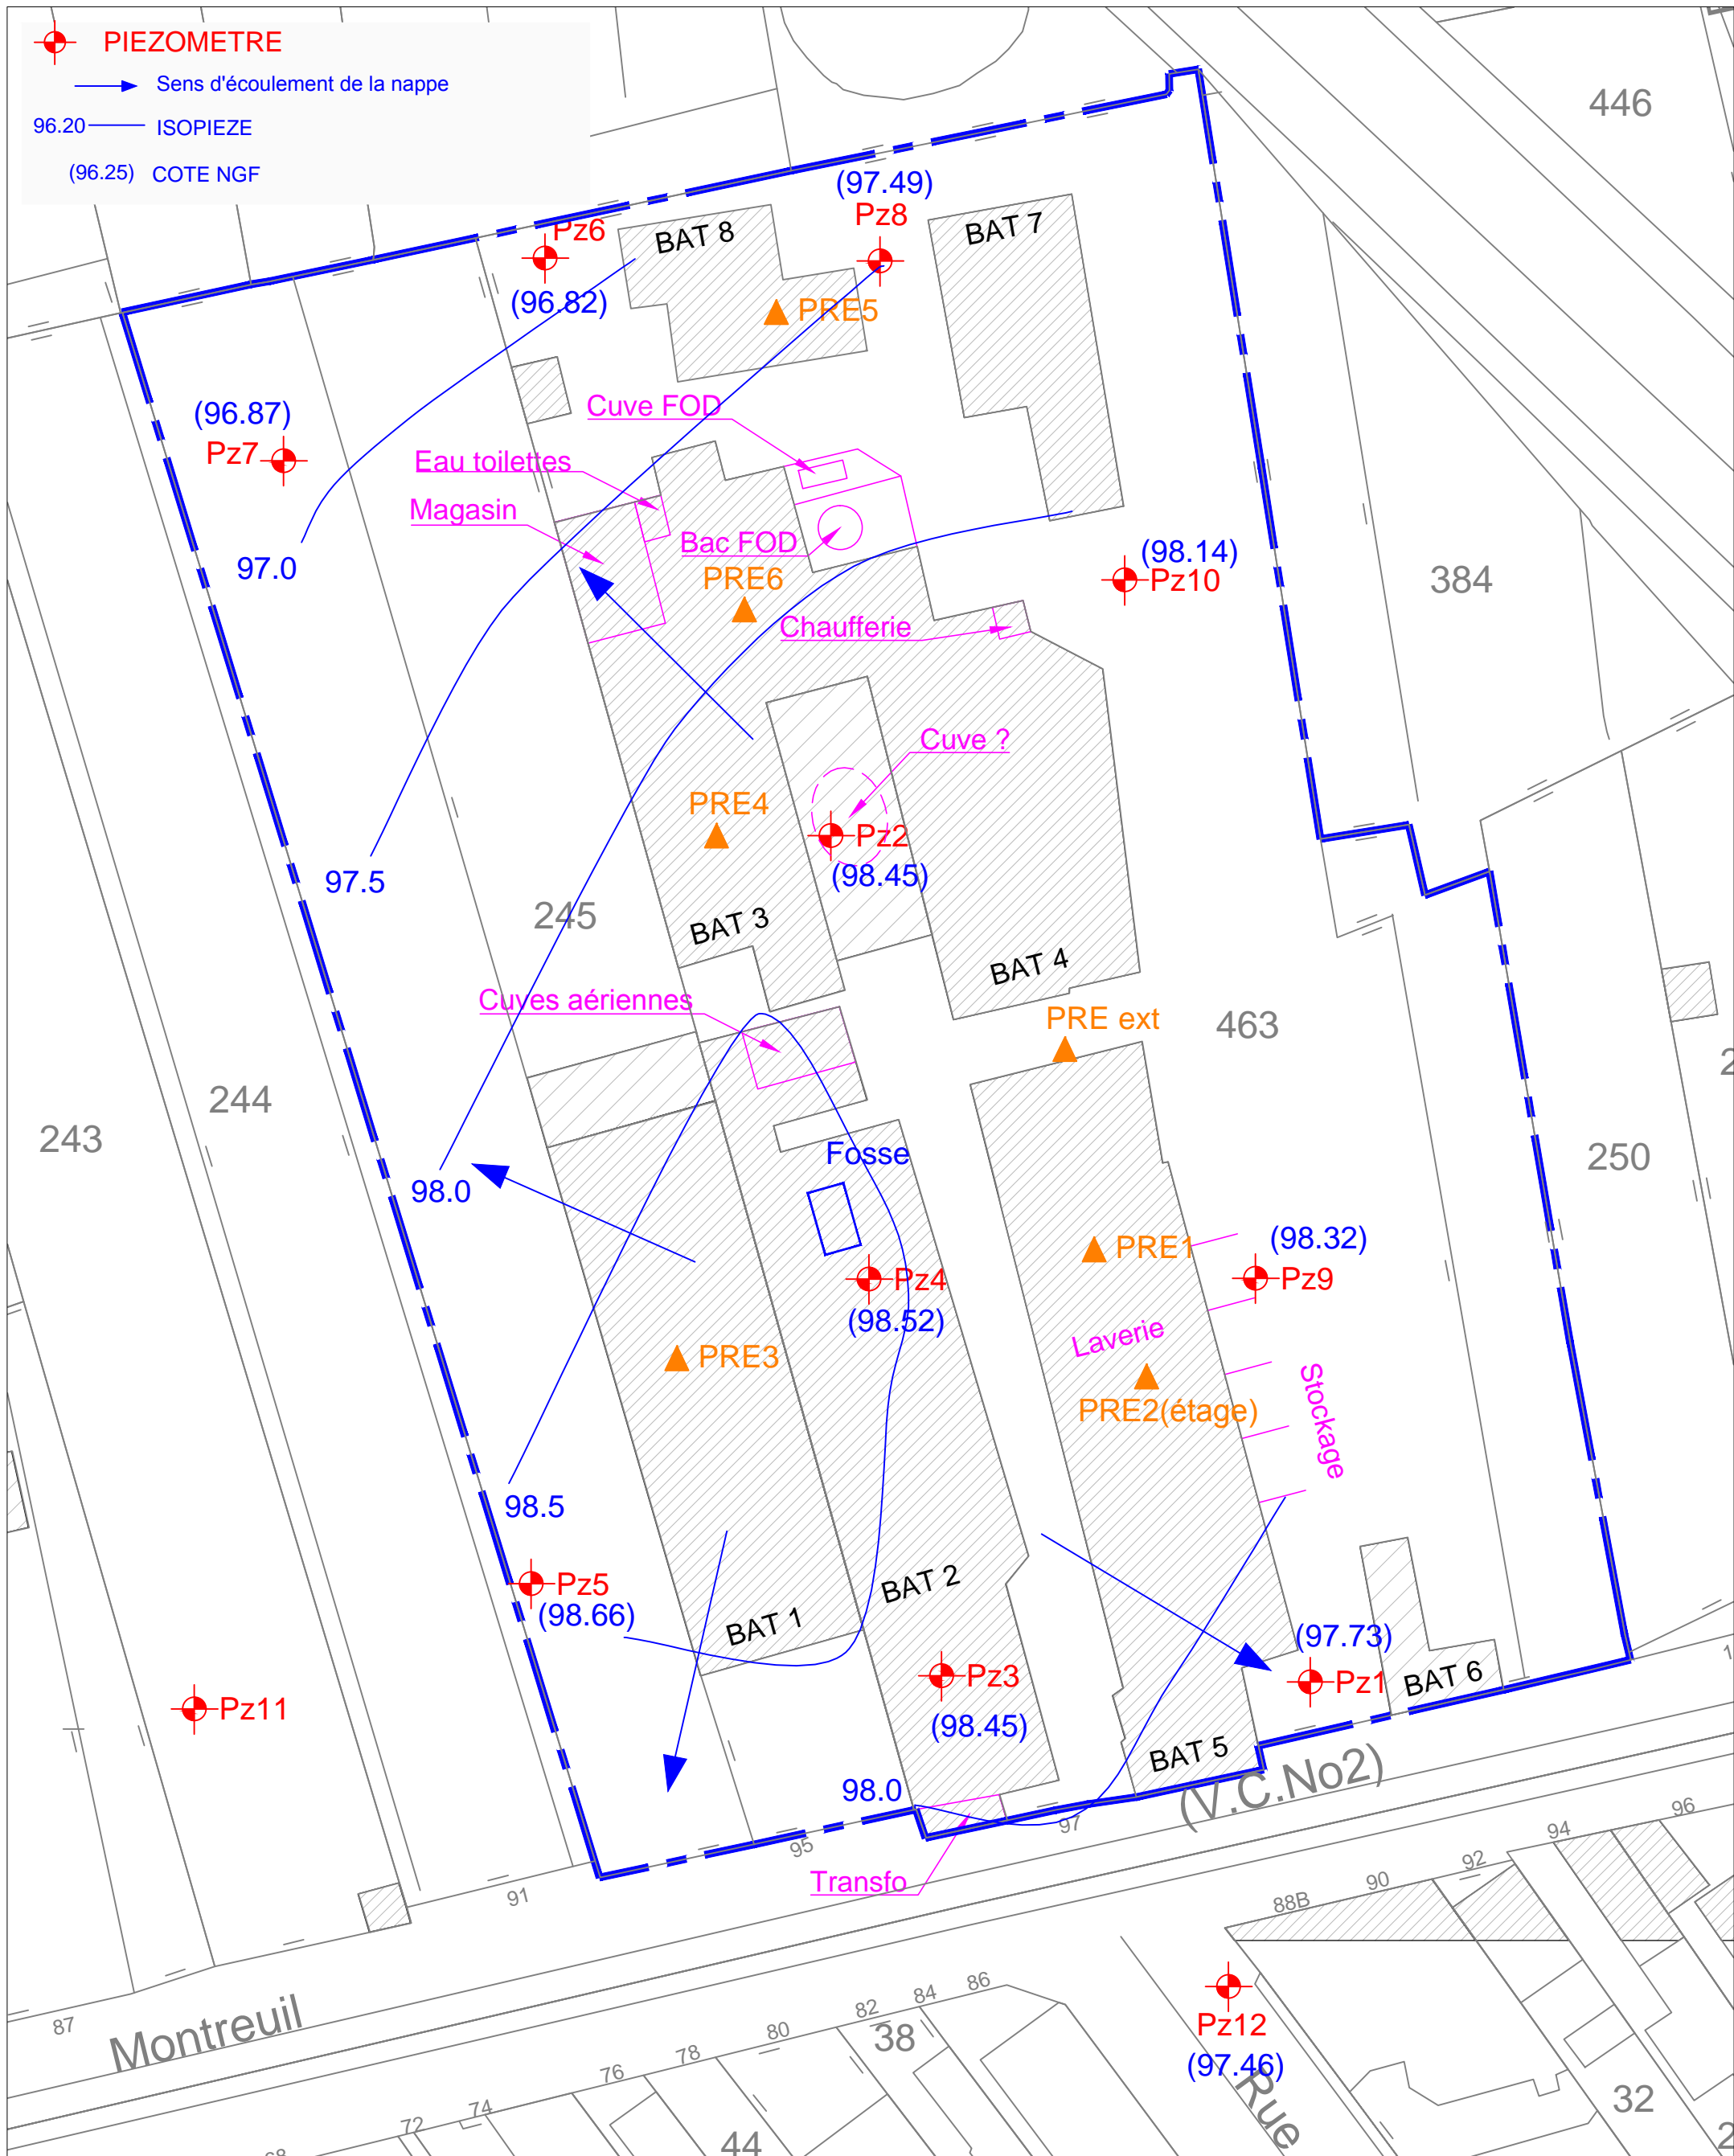 PIEZOMETRE
Sens d'écoulement de la nappe
96.20 ISOPIEZE
(96.25) COTE NGF
446
(97.49)
Pz8
Pz6
(96.82)
BAT 8
BAT 7
PRE5
(96.87)
Pz7
Cuve FOD
Eau toilettes
Magasin
Bac FOD
97.0
PRE6
(98.14)
Pz10
384
Chaufferie
Cuve ?
PRE4
Pz2
(98.45)
97.5
245
BAT 3
BAT 4
Cuves aériennes
PRE ext
463
244
243
250
Fosse
98.0
(98.32)
PRE1
Pz9
Pz4
(98.52)
Laverie
PRE3
PRE2(étage)
Stockage
98.5
Pz5
(98.66)
BAT 1
BAT 2
(97.73)
Pz1
BAT 6
Pz3
(98.45)
Pz11
BAT 5
98.0
(V.C.No2)
97
95
Transfo
91
96
94
92
90
88B
87
Montreuil
86
84
82
80
78
76
74
72
38
Pz12
(97.46)
Rue
32
44